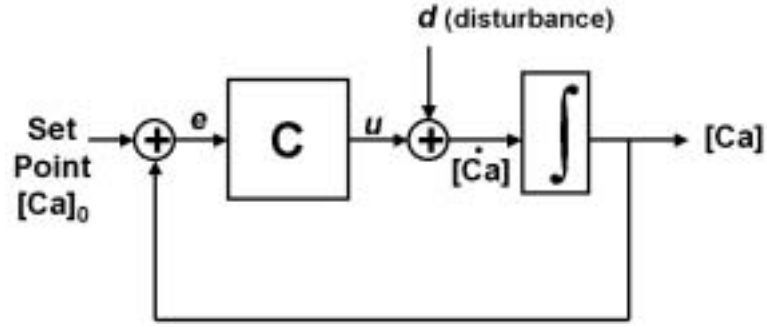 d (disturbance)
Set
Point
[Ca]₀
+
e
C
u
+
[Ċa]
∫
[Ca]